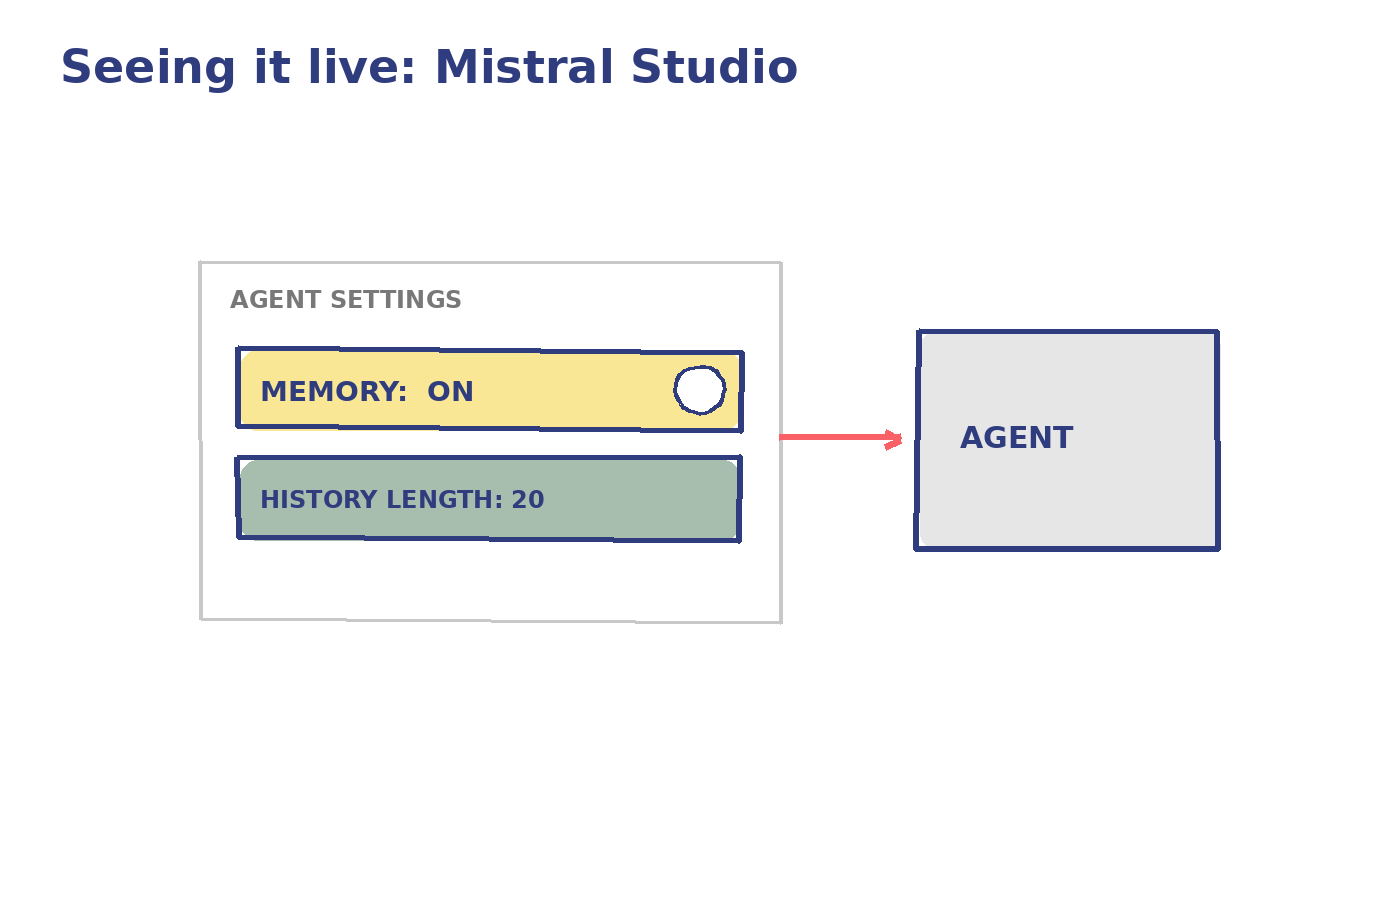 Seeing it live: Mistral Studio
AGENT SETTINGS
MEMORY:  ON
HISTORY LENGTH: 20
AGENT